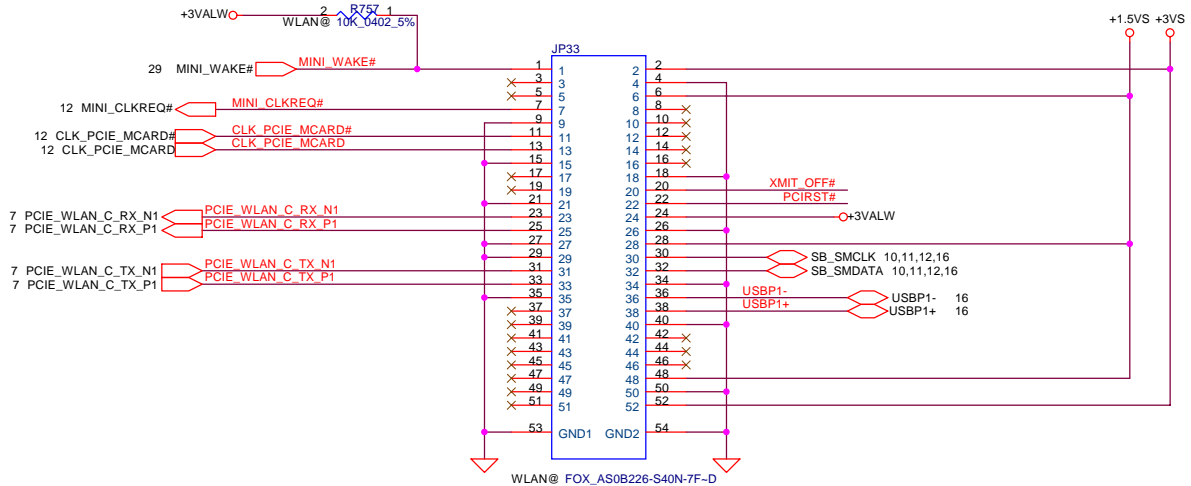 +3VALW 2 R757 1
WLAN@ 10K_0402_5%
+1.5VS +3VS
JP33
29 MINI_WAKE# MINI_WAKE# 1 1 2 2
3 3 4 4
5 5 6 6
12 MINI_CLKREQ# MINI_CLKREQ# 7 7 8 8
9 9 10 10
12 CLK_PCIE_MCARD# CLK_PCIE_MCARD# 11 11 12 12
12 CLK_PCIE_MCARD CLK_PCIE_MCARD 13 13 14 14
15 15 16 16
17 17 18 18
19 19 20 20 XMIT_OFF#
21 21 22 22 PCIRST#
7 PCIE_WLAN_C_RX_N1 PCIE_WLAN_C_RX_N1 23 23 24 24 +3VALW
7 PCIE_WLAN_C_RX_P1 PCIE_WLAN_C_RX_P1 25 25 26 26
27 27 28 28
29 29 30 30 SB_SMCLK 10,11,12,16
7 PCIE_WLAN_C_TX_N1 PCIE_WLAN_C_TX_N1 31 31 32 32 SB_SMDATA 10,11,12,16
7 PCIE_WLAN_C_TX_P1 PCIE_WLAN_C_TX_P1 33 33 34 34
35 35 36 36 USBP1- USBP1- 16
37 37 38 38 USBP1+ USBP1+ 16
39 39 40 40
41 41 42 42
43 43 44 44
45 45 46 46
47 47 48 48
49 49 50 50
51 51 52 52
53 GND1 GND2 54
WLAN@ FOX_AS0B226-S40N-7F~D